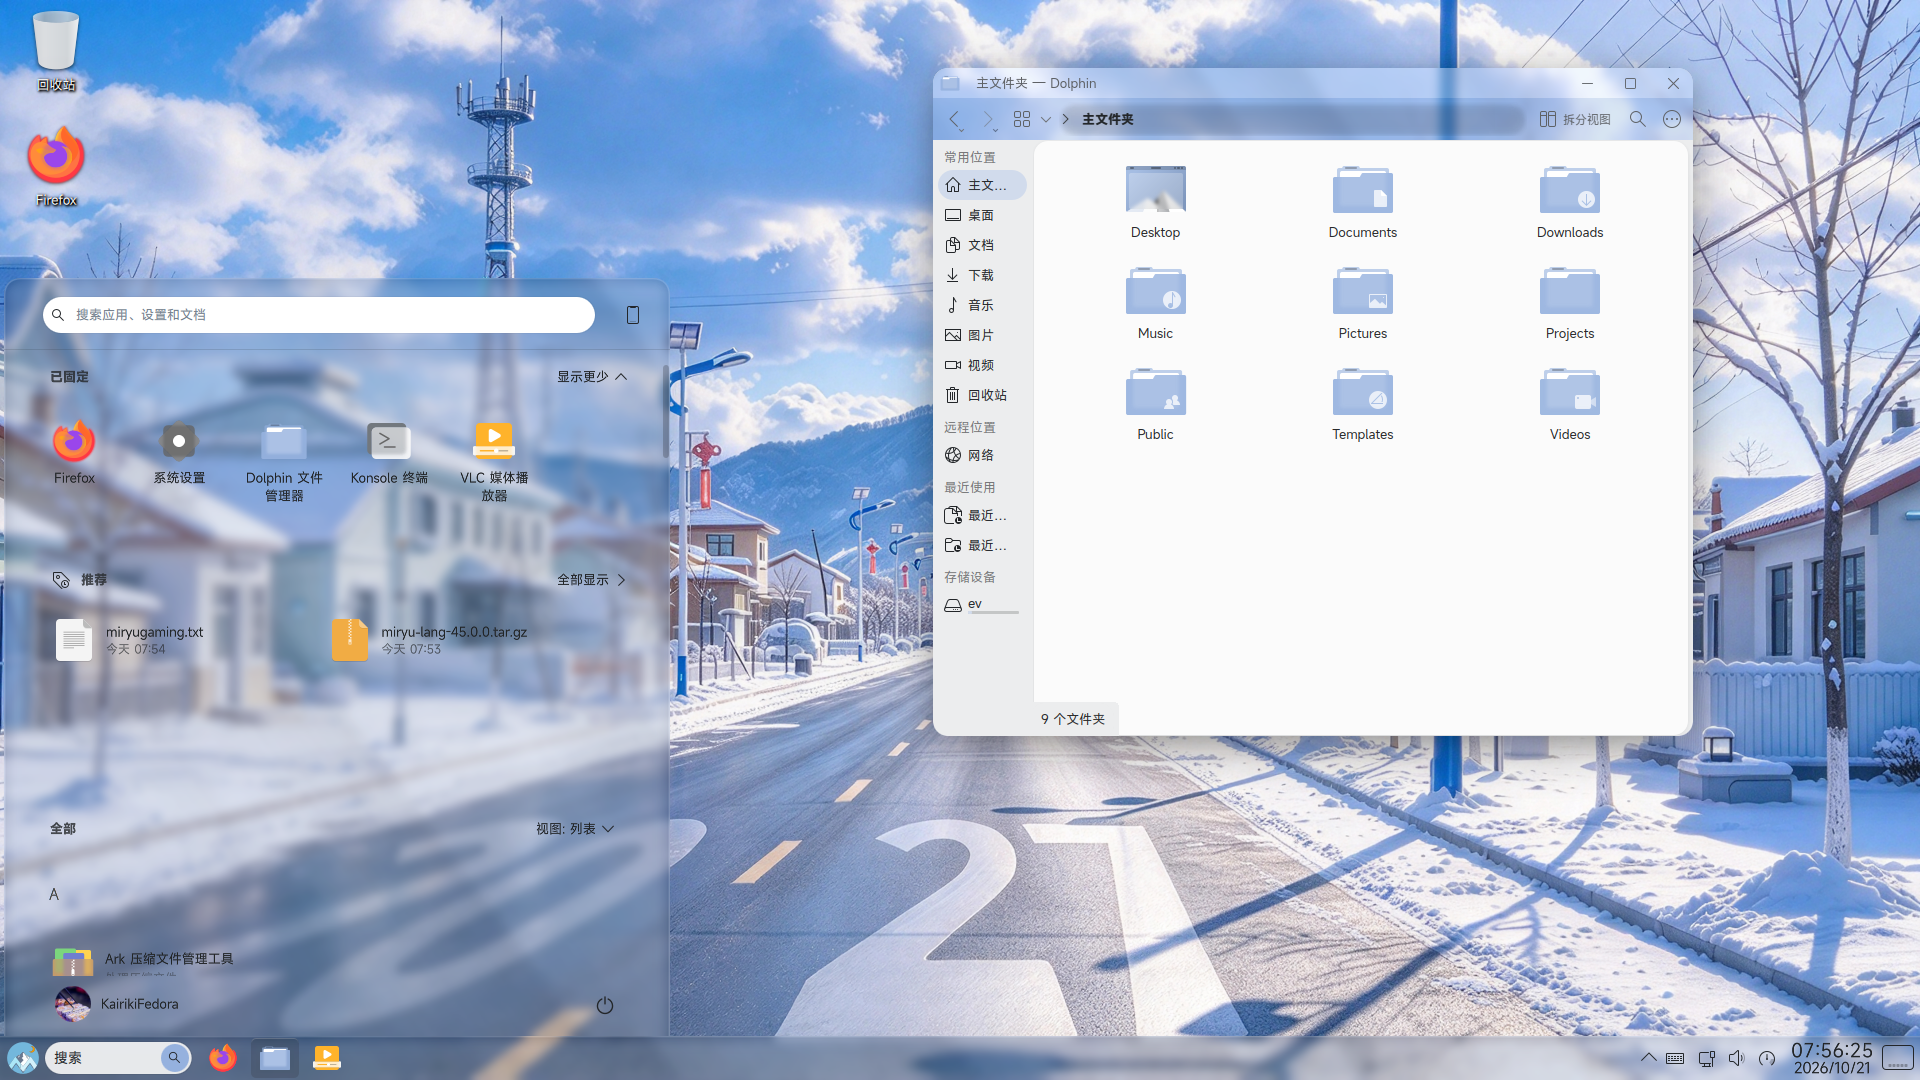 回收站
Firefox
搜索应用、设置和文档
已固定
显示更少
Firefox
系统设置
Dolphin 文件
管理器
Konsole 终端
VLC 媒体播
放器
推荐
全部显示
miryugaming.txt
今天 07:54
miryu-lang-45.0.0.tar.gz
今天 07:53
全部
视图: 列表
A
Ark 压缩文件管理工具
KairikiFedora
主文件夹 — Dolphin
主文件夹
拆分视图
常用位置
主文...
桌面
文档
下载
音乐
图片
视频
回收站
远程位置
网络
最近使用
最近...
最近...
存储设备
ev
Desktop
Documents
Downloads
Music
Pictures
Projects
Public
Templates
Videos
9 个文件夹
27
搜索
07:56:25
2026/10/21